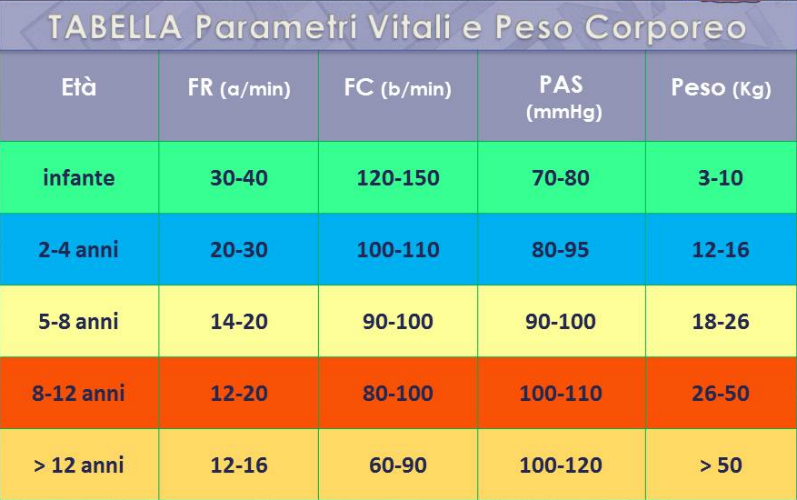 TABELLA Parametri Vitali e Peso Corporeo
Età FR (a/min) FC (b/min) PAS (mmHg) Peso (Kg)
infante 30-40 120-150 70-80 3-10
2-4 anni 20-30 100-110 80-95 12-16
5-8 anni 14-20 90-100 90-100 18-26
8-12 anni 12-20 80-100 100-110 26-50
> 12 anni 12-16 60-90 100-120 > 50